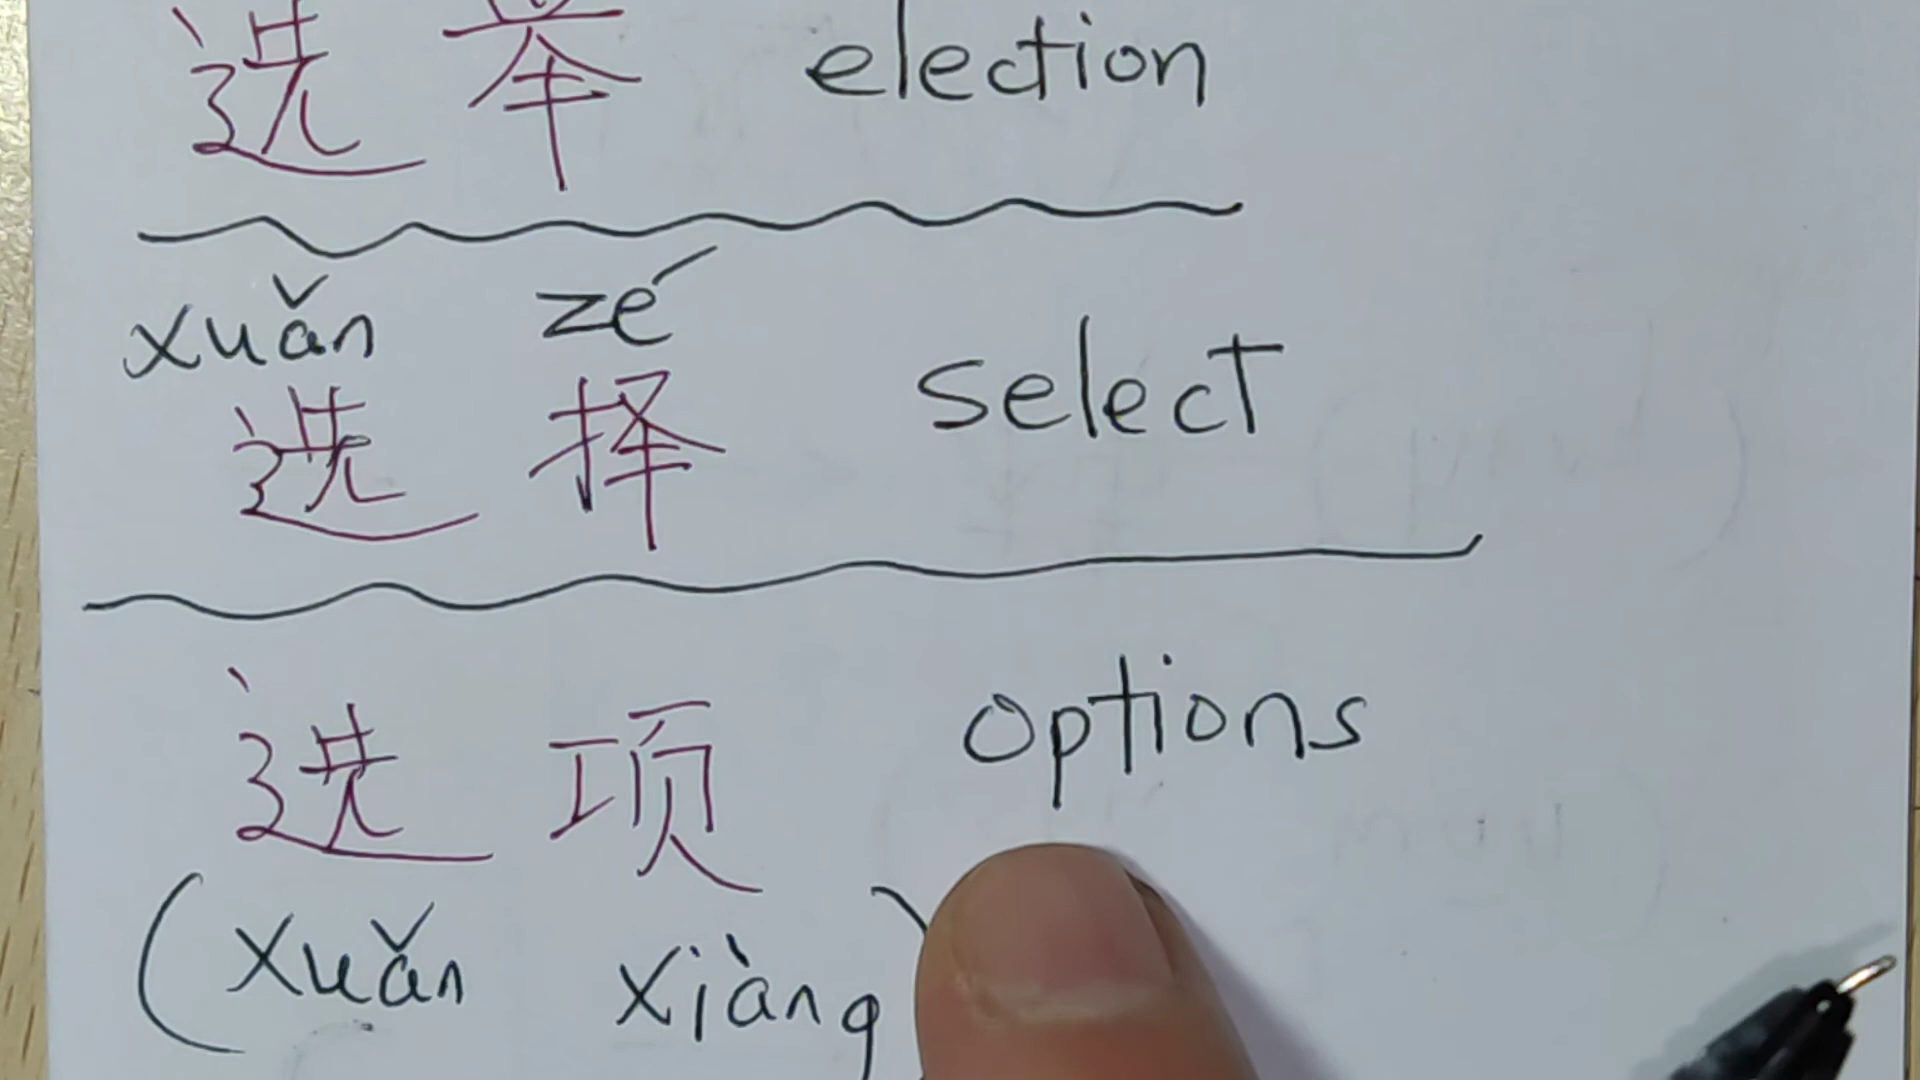 选举 election
xuǎn zé
选择 select
选项 options
(xuǎn xiàng)